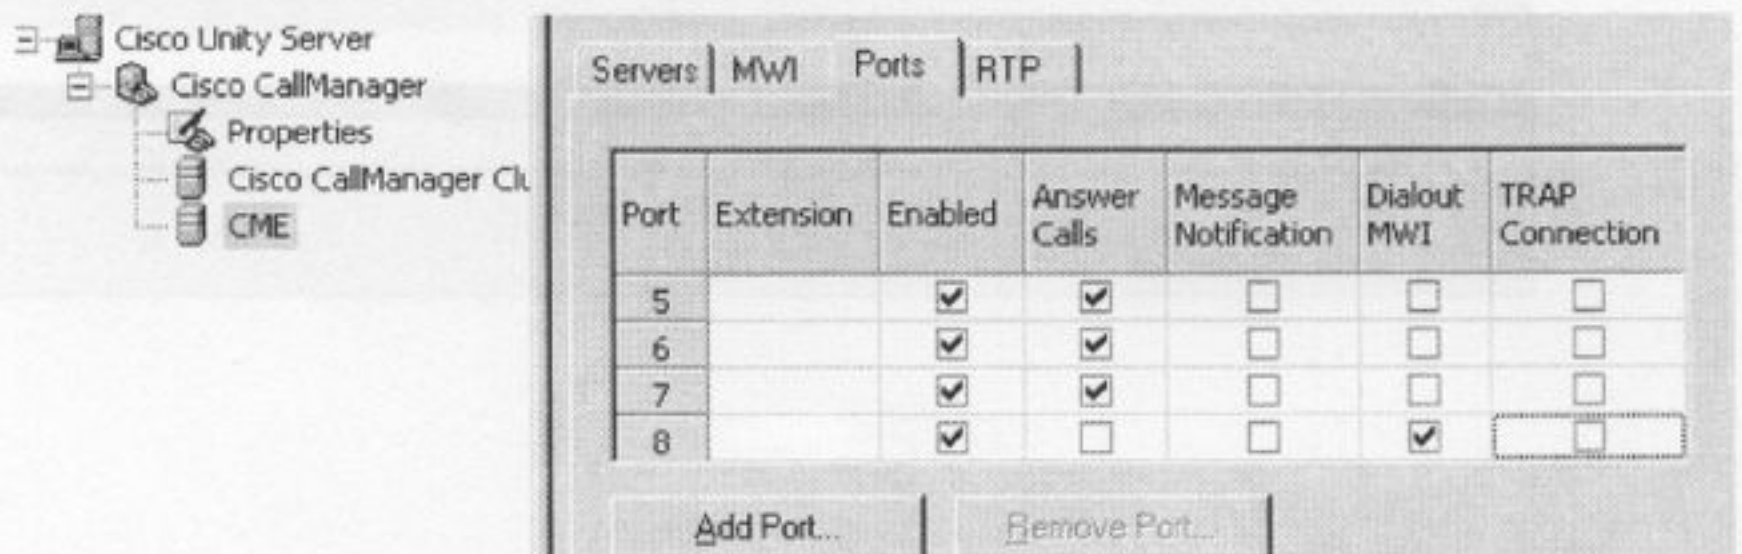 Cisco Unity Server
Cisco CallManager
Properties
Cisco CallManager Clu
CME
Servers MWI Ports RTP
Port Extension Enabled Answer Calls Message Notification Dialout MWI TRAP Connection
5
6
7
8
Add Port...
Remove Port...